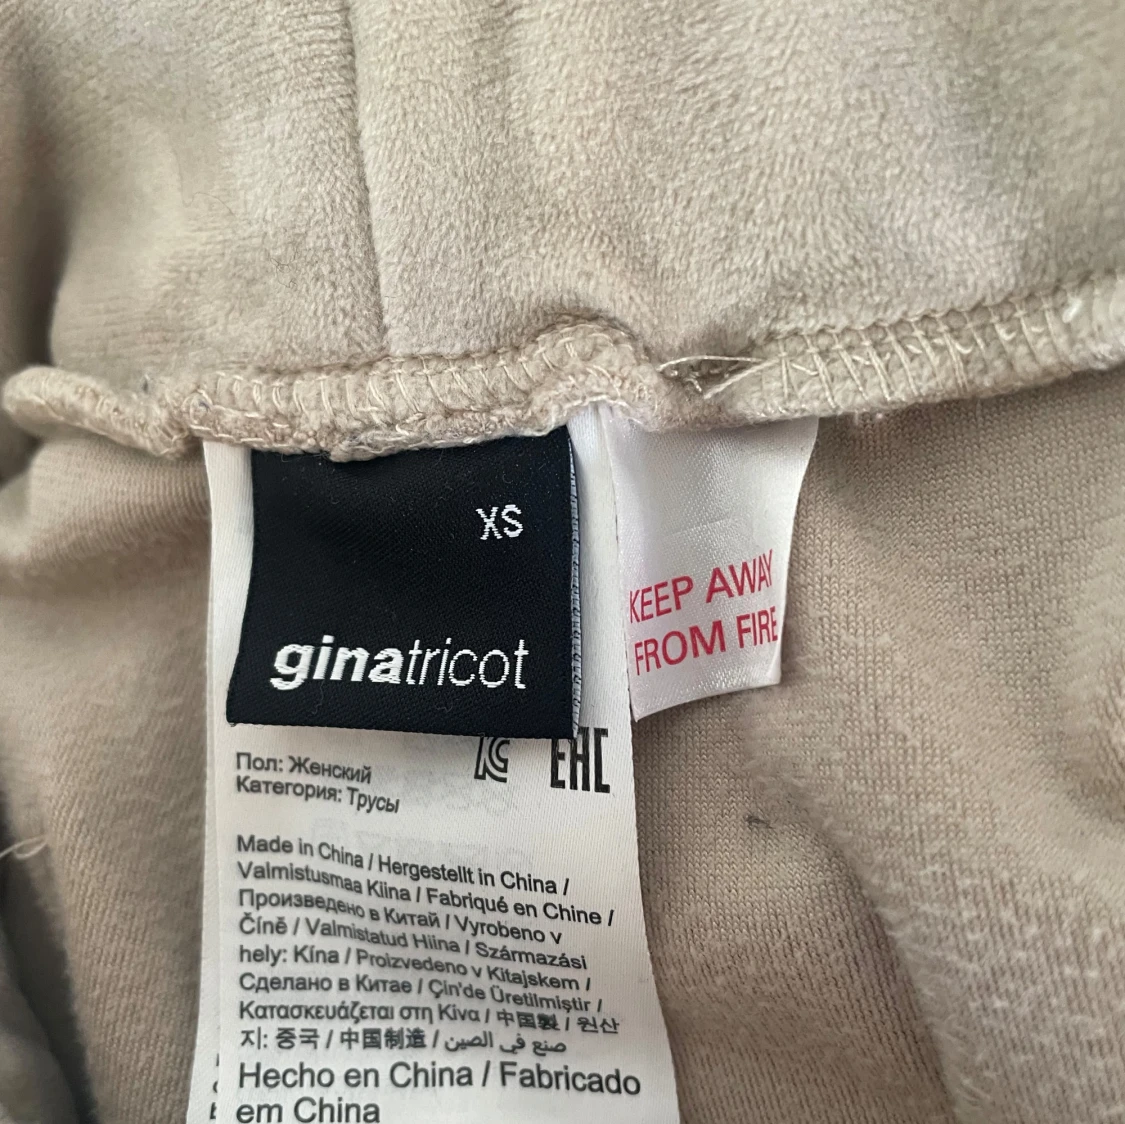 XS
ginatricot
KEEP AWAY
FROM FIRE
EAC
Пол: Женский
Категория: Трусы
Made in China / Hergestellt in China /
Valmistusmaa Kiina / Fabriqué en Chine /
Произведено в Китай / Vyrobeno v
Číně / Valmistatud Hiina / Származási
hely: Kína / Proizvedeno v Kitajskem /
Сделано в Китае / Çin'de Üretilmiştir /
Κατασκευάζεται στη Κίνα / 中国製 / 원산
지: 중국 / 中国制造 / صنع في الصين
Hecho en China / Fabricado
em China